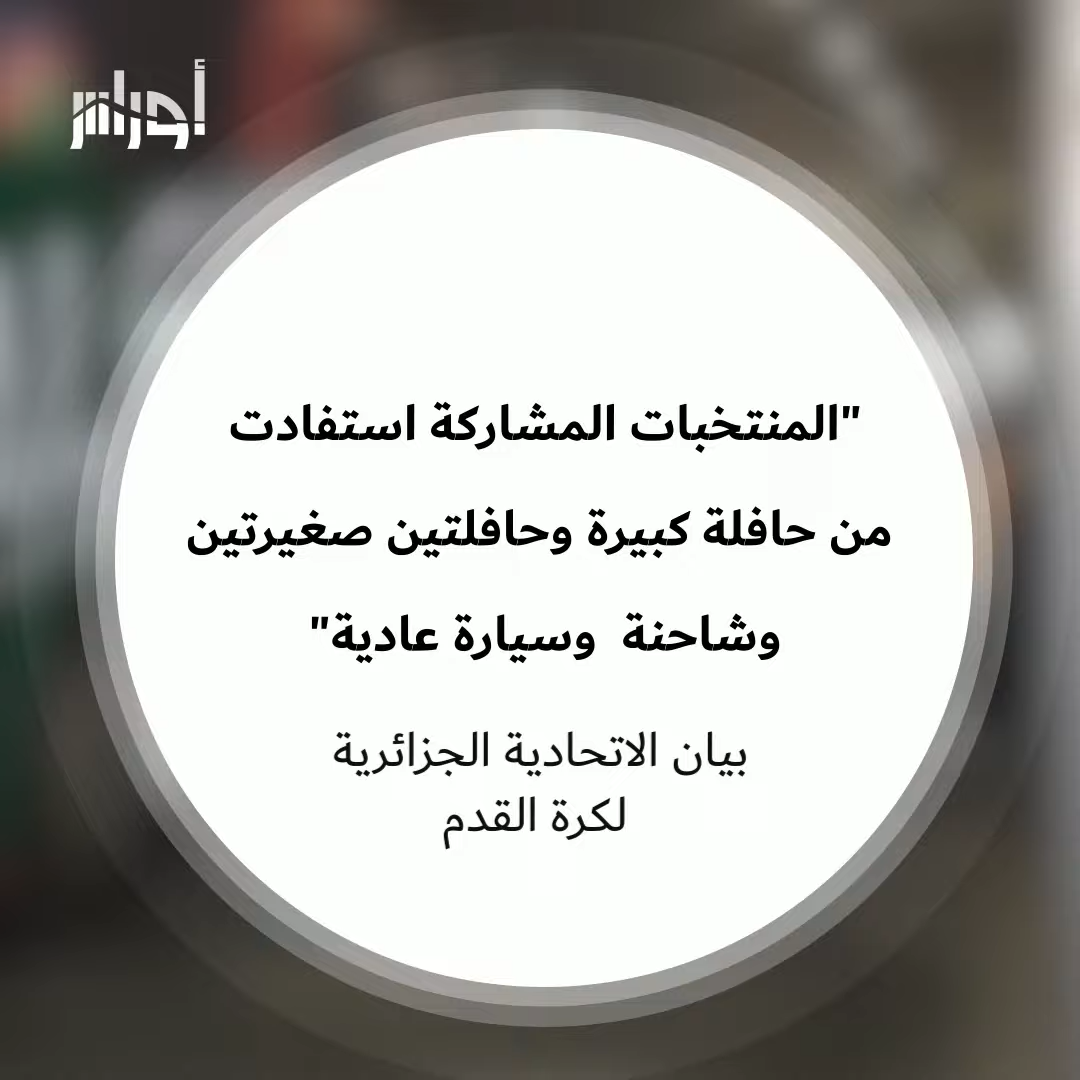 أوراس
"المنتخبات المشاركة استفادت
من حافلة كبيرة وحافلتين صغيرتين
وشاحنة وسيارة عادية"
بيان الاتحادية الجزائرية
لكرة القدم